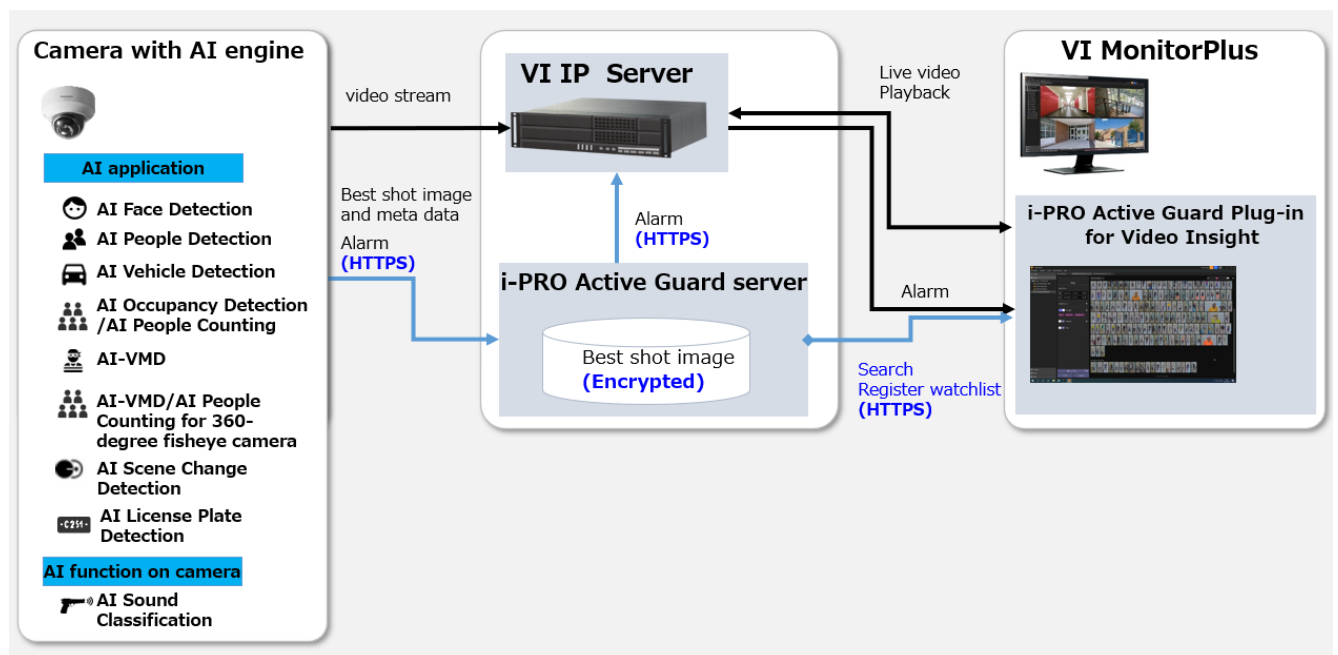 Camera with AI engine
AI application
AI Face Detection
AI People Detection
AI Vehicle Detection
AI Occupancy Detection
/AI People Counting
AI-VMD
AI-VMD/AI People
Counting for 360-
degree fisheye camera
AI Scene Change
Detection
-C251-
AI License Plate
Detection
AI function on camera
AI Sound
Classification
video stream
Best shot image
and meta data
Alarm
(HTTPS)
VI IP Server
Alarm
(HTTPS)
i-PRO Active Guard server
Best shot image
(Encrypted)
Live video
Playback
Alarm
Search
Register watchlist
(HTTPS)
VI MonitorPlus
i-PRO Active Guard Plug-in
for Video Insight